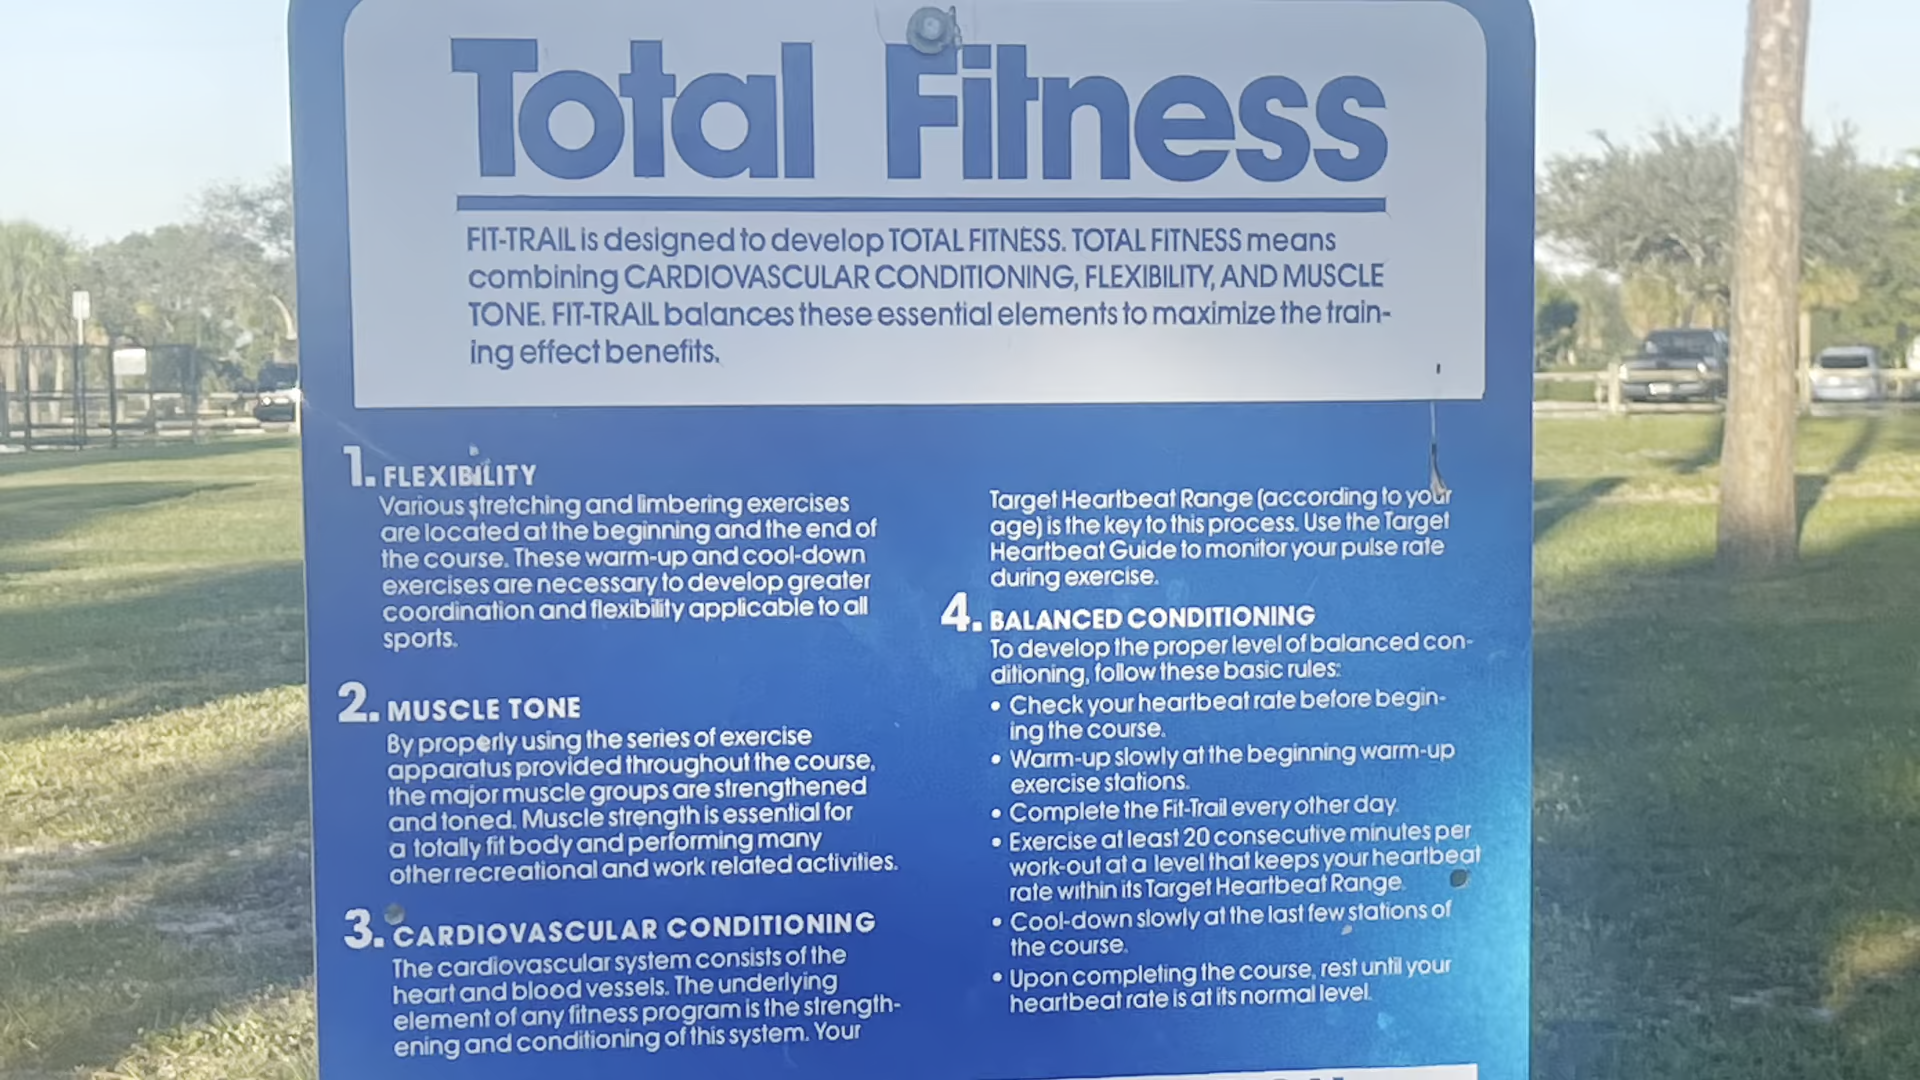 Total Fitness
FIT-TRAIL is designed to develop TOTAL FITNESS. TOTAL FITNESS means
combining CARDIOVASCULAR CONDITIONING, FLEXIBILITY, AND MUSCLE
TONE. FIT-TRAIL balances these essential elements to maximize the train-
ing effect benefits.
1. FLEXIBILITY
Various stretching and limbering exercises
are located at the beginning and the end of
the course. These warm-up and cool-down
exercises are necessary to develop greater
coordination and flexibility applicable to all
sports.
2. MUSCLE TONE
By properly using the series of exercise
apparatus provided throughout the course,
the major muscle groups are strengthened
and toned. Muscle strength is essential for
a totally fit body and performing many
other recreational and work related activities.
3. CARDIOVASCULAR CONDITIONING
The cardiovascular system consists of the
heart and blood vessels. The underlying
element of any fitness program is the strength-
ening and conditioning of this system. Your
Target Heartbeat Range (according to your
age) is the key to this process. Use the Target
Heartbeat Guide to monitor your pulse rate
during exercise.
4. BALANCED CONDITIONING
To develop the proper level of balanced con-
ditioning, follow these basic rules:
• Check your heartbeat rate before begin-
ing the course.
• Warm-up slowly at the beginning warm-up
exercise stations.
• Complete the Fit-Trail every other day.
• Exercise at least 20 consecutive minutes per
work-out at a level that keeps your heartbeat
rate within its Target Heartbeat Range.
• Cool-down slowly at the last few stations of
the course.
• Upon completing the course, rest until your
heartbeat rate is at its normal level.